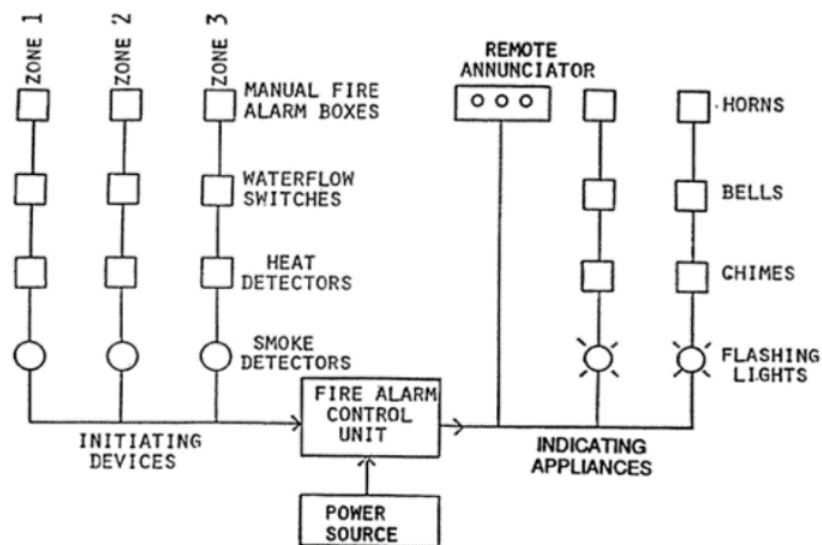 ZONE 1
ZONE 2
ZONE 3
MANUAL FIRE
ALARM BOXES
WATERFLOW
SWITCHES
HEAT
DETECTORS
SMOKE
DETECTORS
INITIATING
DEVICES
FIRE ALARM
CONTROL
UNIT
POWER
SOURCE
REMOTE
ANNUNCIATOR
HORNS
BELLS
CHIMES
FLASHING
LIGHTS
INDICATING
APPLIANCES